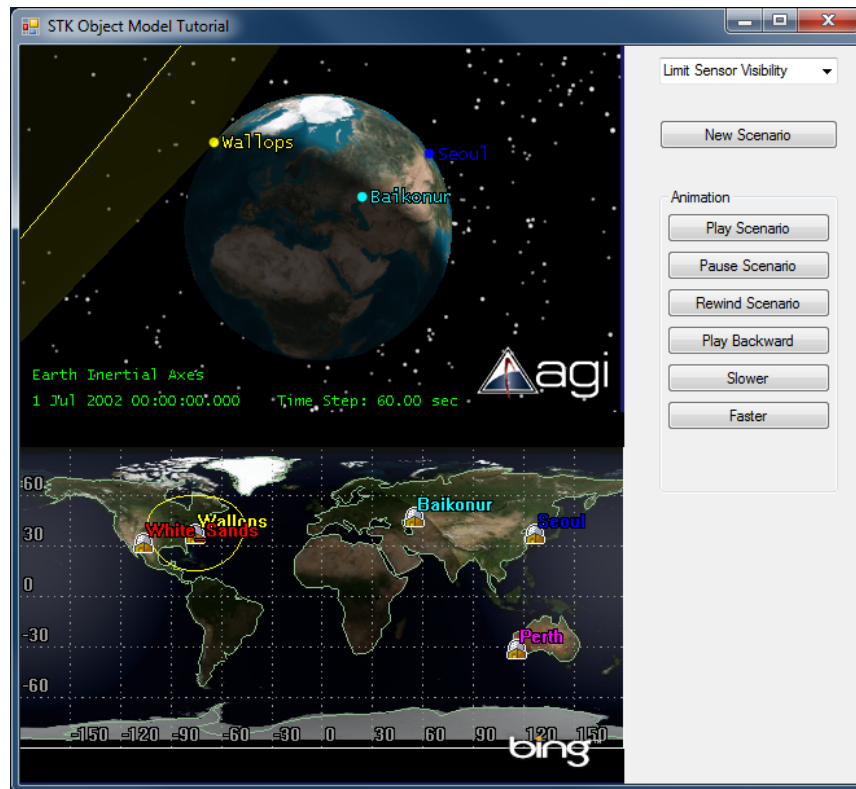 STK Object Model Tutorial
Limit Sensor Visibility
New Scenario
Animation
Play Scenario
Pause Scenario
Rewind Scenario
Play Backward
Slower
Faster
Wallops
Seoul
Baikonur
agi
Earth Inertial Axes
1 Jul 2002 00:00:00.000 Time Step: 60.00 sec
60
Baikonur
Wallops
Seoul
White Sands
30
0
-30
Perth
-60
-150 -120 -90 -60 -30 0 30 60 90 120 150
bing